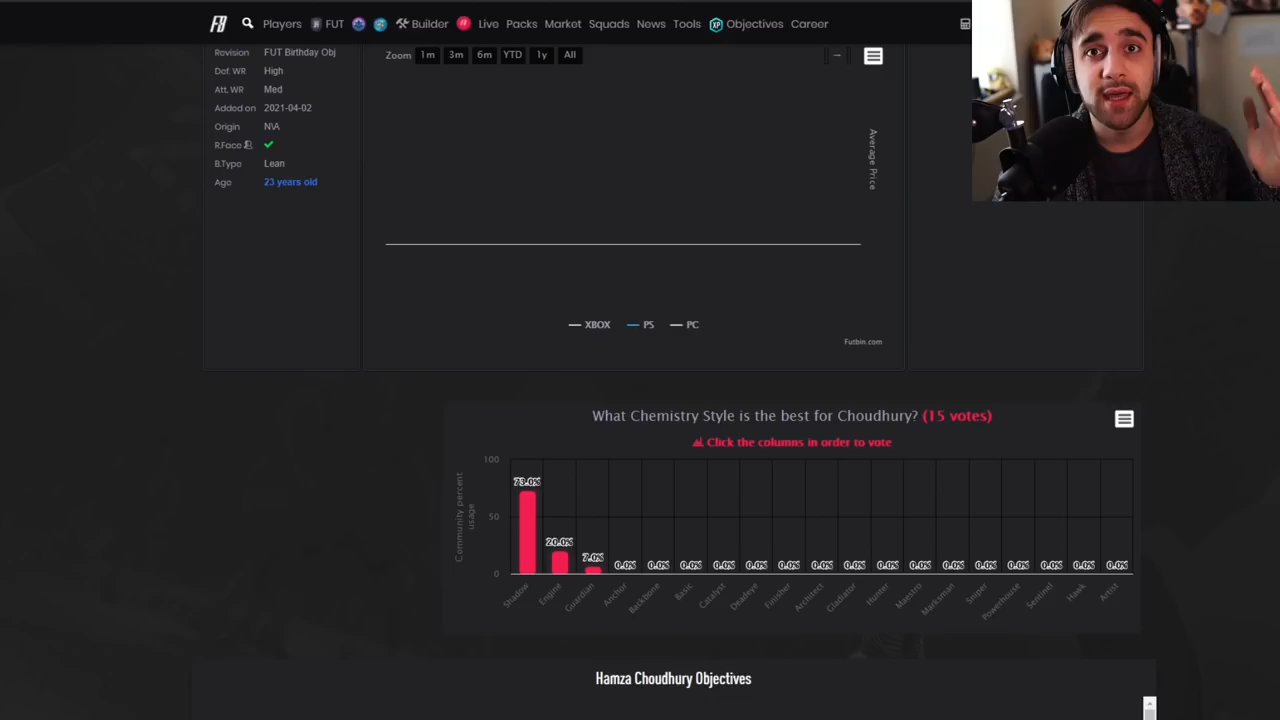 Players FUT Builder Live Packs Market Squads News Tools XP Objectives Career
Revision FUT Birthday Obj
Def. WR High
Att. WR Med
Added on 2021-04-02
Origin N\A
R.Face
B.Type Lean
Age 23 years old
Zoom 1m 3m 6m YTD 1y All
→
Average Price
XBOX PS PC
Futbin.com
What Chemistry Style is the best for Choudhury? (15 votes)
Click the columns in order to vote
Community percent
usage
100
50
0
73.0% 20.0% 7.0% 0.0% 0.0% 0.0% 0.0% 0.0% 0.0% 0.0% 0.0% 0.0% 0.0% 0.0% 0.0% 0.0% 0.0% 0.0% 0.0%
Shadow Engine Guardian Anchor Backbone Basic Catalyst Deadeye Finisher Architect Gladiator Hunter Maestro Marksman Sniper Powerhouse Sentinel Hawk Artist
Hamza Choudhury Objectives